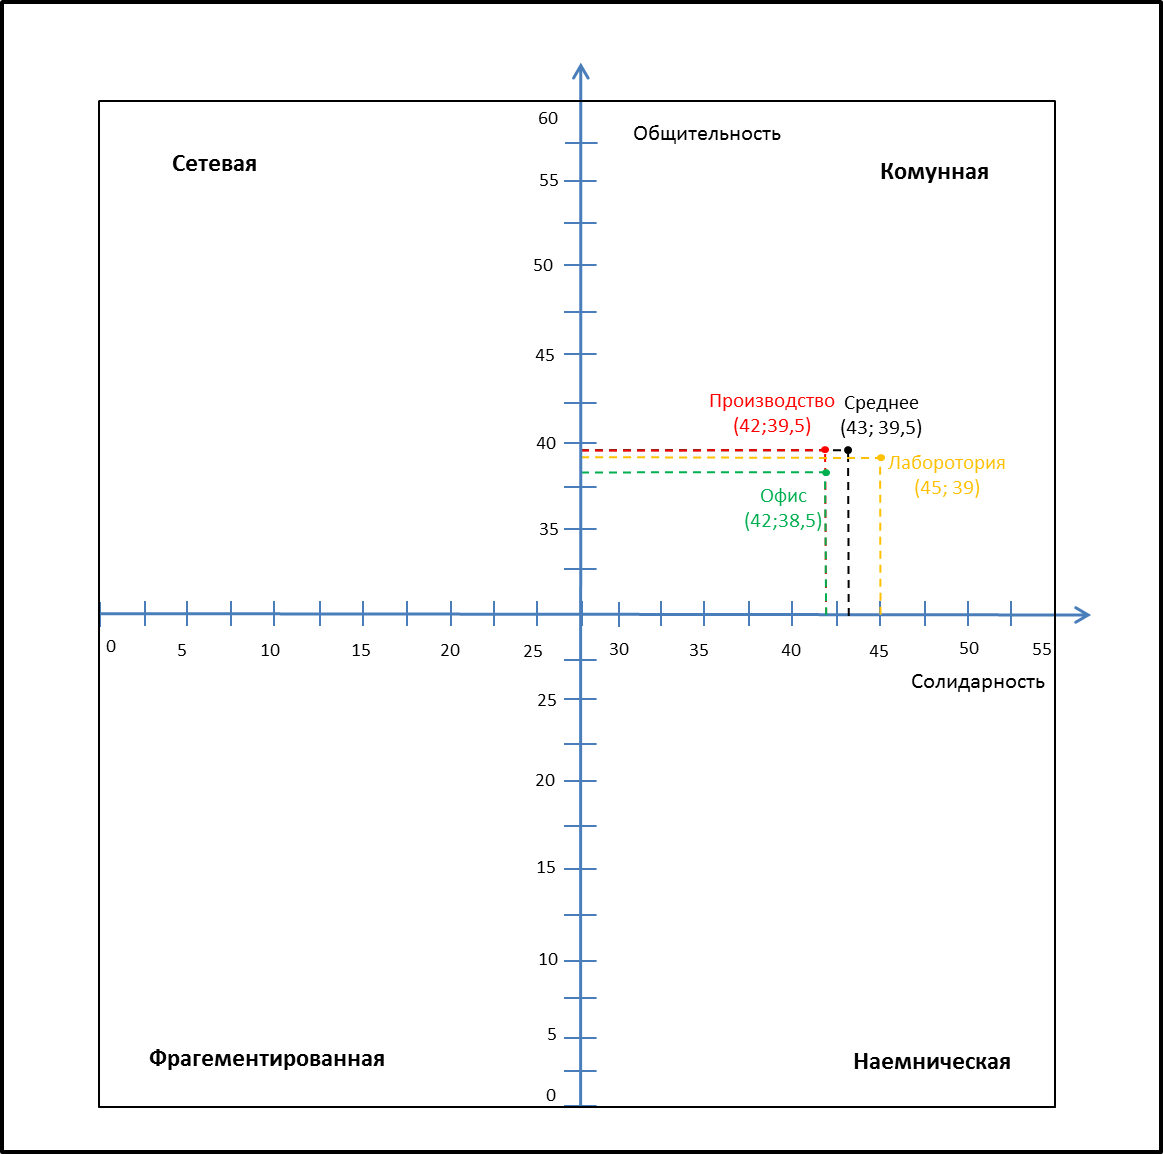 60
Общительность
Сетевая
Комунная
55
50
45
Производство
(42;39,5)
Среднее
(43; 39,5)
40
Лаборотория
(45; 39)
Офис
(42;38,5)
35
0
5
10
15
20
25
30
35
40
45
50
55
Солидарность
25
20
15
10
5
Фрагементированная
Наемническая
0